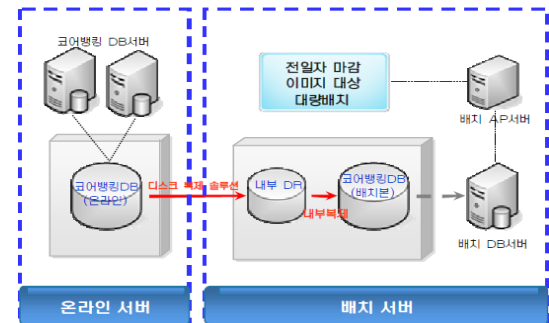 코어뱅킹 DB서버
전일자 마감
이미지 대상
대량배치
배치 AP서버
코어뱅킹DB
(온라인)
디스크 복제 솔루션
내부 DR
내부복제
코어뱅킹DB
(배치본)
배치 DB서버
온라인 서버
배치 서버